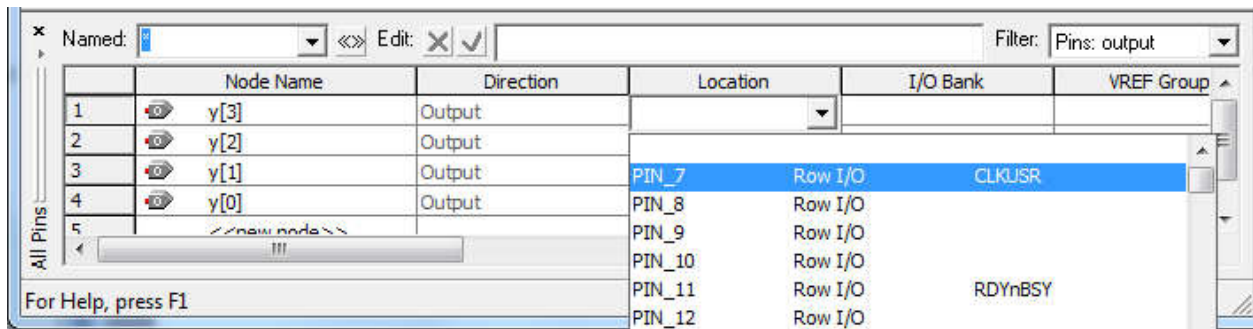 Named: * Edit: Filter: Pins: output
Node Name Direction Location I/O Bank VREF Group
1 y[3] Output
2 y[2] Output
3 y[1] Output PIN_7 Row I/O CLKUSR
4 y[0] Output PIN_8 Row I/O
5 <<new node>> PIN_9 Row I/O
PIN_10 Row I/O
PIN_11 Row I/O RDYnBSY
PIN_12 Row I/O
All Pins
For Help, press F1